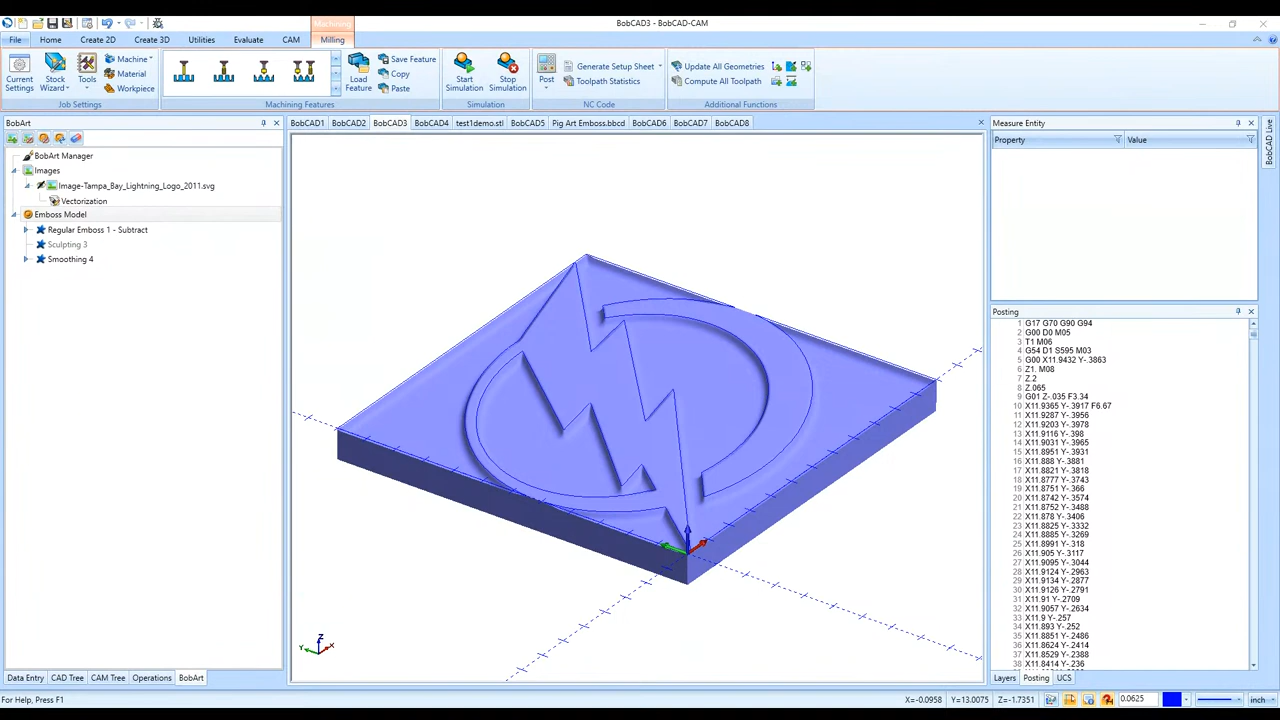 BobCAD3 - BobCAD-CAM
Machining
File Home Create 2D Create 3D Utilities Evaluate CAM Milling
Current Settings
Stock Wizard
Tools
Machine
Material
Workpiece
Job Settings
Load Feature
Save Feature
Copy
Paste
Machining Features
Start Simulation
Stop Simulation
Simulation
Post
Generate Setup Sheet
Toolpath Statistics
NC Code
Update All Geometries
Compute All Toolpath
Additional Functions
BobArt
BobCAD1 BobCAD2 BobCAD3 BobCAD4 test1demo.stl BobCAD5 Pig Art Emboss.bbcd BobCAD6 BobCAD7 BobCAD8
BobArt Manager
Images
Image-Tampa_Bay_Lightning_Logo_2011.svg
Vectorization
Emboss Model
Regular Emboss 1 - Subtract
Sculpting 3
Smoothing 4
Z
Y X
Measure Entity
Property Value
BobCAD Live
Posting
1 G17 G70 G90 G94
2 G00 D0 M05
3 T1 M06
4 G54 D1 S595 M03
5 G00 X11.9432 Y-.3863
6 Z1. M08
7 Z.2
8 Z.065
9 G01 Z-.035 F3.34
10 X11.9365 Y-.3917 F6.67
11 X11.9287 Y-.3956
12 X11.9203 Y-.3978
13 X11.9116 Y-.398
14 X11.9031 Y-.3965
15 X11.8951 Y-.3931
16 X11.888 Y-.3881
17 X11.8821 Y-.3818
18 X11.8777 Y-.3743
19 X11.8751 Y-.366
20 X11.8742 Y-.3574
21 X11.8752 Y-.3488
22 X11.878 Y-.3406
23 X11.8825 Y-.3332
24 X11.8885 Y-.3269
25 X11.8991 Y-.318
26 X11.905 Y-.3117
27 X11.9095 Y-.3044
28 X11.9124 Y-.2963
29 X11.9134 Y-.2877
30 X11.9126 Y-.2791
31 X11.91 Y-.2709
32 X11.9057 Y-.2634
33 X11.9 Y-.257
34 X11.893 Y-.252
35 X11.8851 Y-.2486
36 X11.8624 Y-.2414
37 X11.8529 Y-.2388
38 X11.8414 Y-.236
Data Entry CAD Tree CAM Tree Operations BobArt
Layers Posting UCS
For Help, Press F1
X=-0.0958 Y=13.0075 Z=-1.7351 0.0625 inch